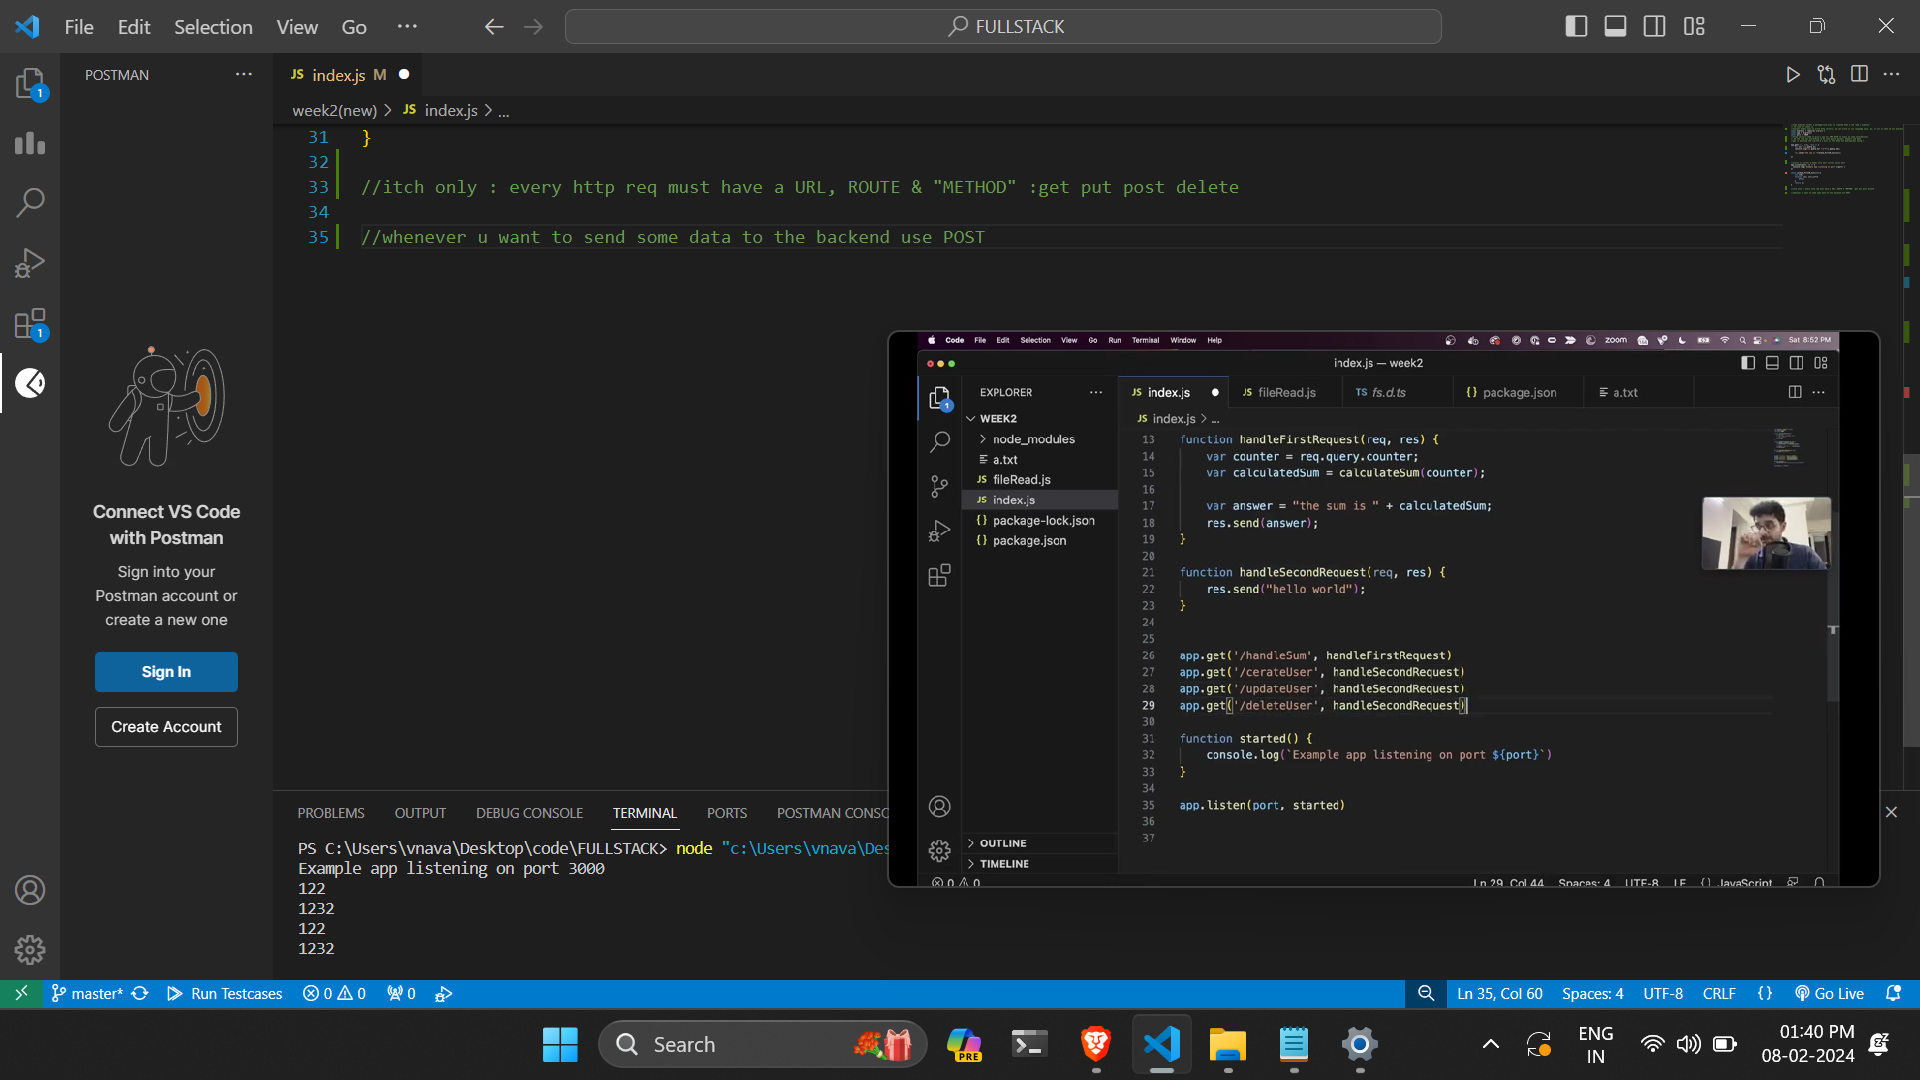 File Edit Selection View Go ···
FULLSTACK
POSTMAN ···
JS index.js M
week2(new) > JS index.js > ...
1
31 }
32
33 //itch only : every http req must have a URL, ROUTE & "METHOD" :get put post delete
34
35 //whenever u want to send some data to the backend use POST
1
Connect VS Code
with Postman
Sign into your
Postman account or
create a new one
Sign In
Create Account
Code File Edit Selection View Go Run Terminal Window Help
zoom
Sat 8:52 PM
index.js — week2
EXPLORER ···
1
WEEK2
> node_modules
a.txt
JS fileRead.js
JS index.js
{} package-lock.json
{} package.json
JS index.js
JS fileRead.js
TS fs.d.ts
{} package.json
a.txt
JS index.js > ...
13 function handleFirstRequest(req, res) {
14 var counter = req.query.counter;
15 var calculatedSum = calculateSum(counter);
16
17 var answer = "the sum is " + calculatedSum;
18 res.send(answer);
19 }
20
21 function handleSecondRequest(req, res) {
22 res.send("hello world");
23 }
24
25
26 app.get('/handleSum', handleFirstRequest)
27 app.get('/cerateUser', handleSecondRequest)
28 app.get('/updateUser', handleSecondRequest)
29 app.get('/deleteUser', handleSecondRequest)
30
31 function started() {
32 console.log(`Example app listening on port ${port}`)
33 }
34
35 app.listen(port, started)
36
37
> OUTLINE
> TIMELINE
0 0
Ln 29, Col 44 Spaces: 4 UTF-8 LF {} JavaScript
PROBLEMS OUTPUT DEBUG CONSOLE TERMINAL PORTS POSTMAN CONSC
PS C:\Users\vnava\Desktop\code\FULLSTACK> node "c:\Users\vnava\Des
Example app listening on port 3000
122
1232
122
1232
master* Run Testcases 0 0 0
Ln 35, Col 60 Spaces: 4 UTF-8 CRLF {} Go Live
Search
PRE
ENG
IN
01:40 PM
08-02-2024